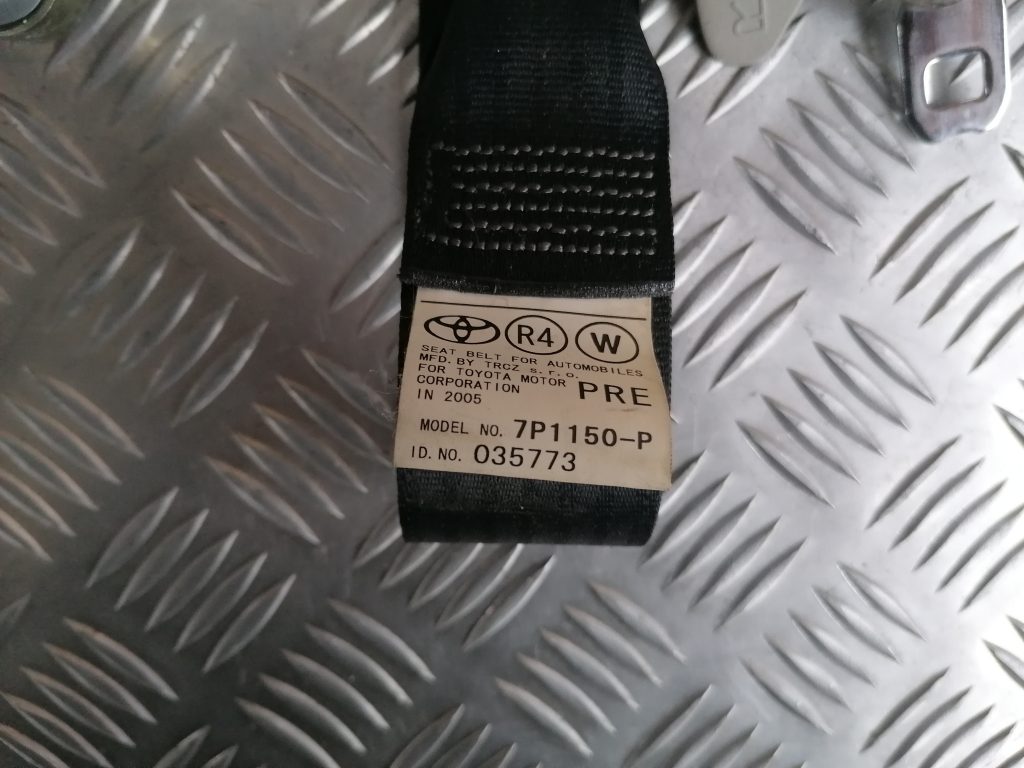 R4 W
SEAT BELT FOR AUTOMOBILES
MFD. BY TRCZ s.r.o.
FOR TOYOTA MOTOR
CORPORATION PRE
IN 2005
MODEL NO. 7P1150-P
ID. NO. 035773